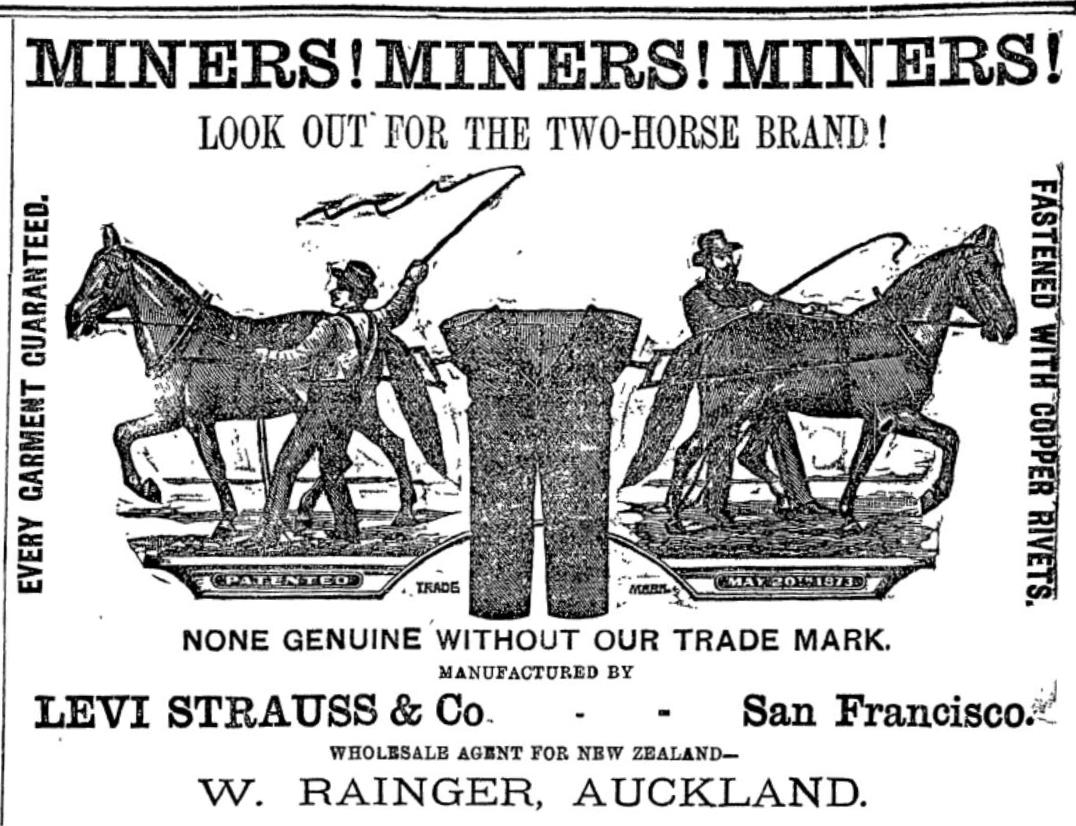 MINERS! MINERS! MINERS!
LOOK OUT FOR THE TWO-HORSE BRAND!
EVERY GARMENT GUARANTEED.
FASTENED WITH COPPER RIVETS,
PATENTED
TRADE
MARK.
MAY 20TH 1873
NONE GENUINE WITHOUT OUR TRADE MARK.
MANUFACTURED BY
LEVI STRAUSS & Co. - - San Francisco.
WHOLESALE AGENT FOR NEW ZEALAND—
W. RAINGER, AUCKLAND.